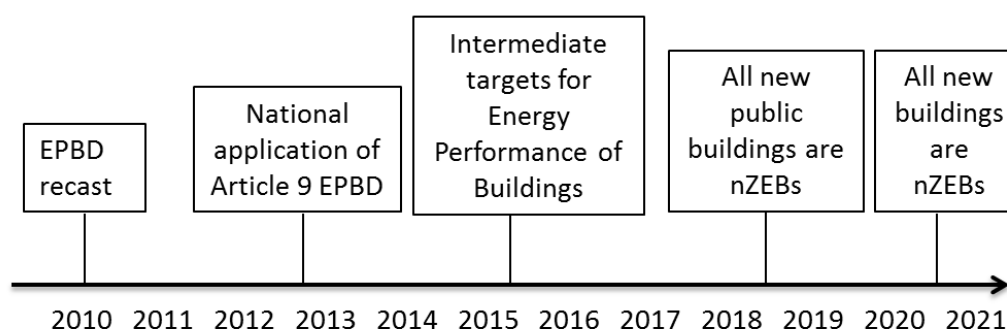 EPBD
recast
National
application of
Article 9 EPBD
Intermediate
targets for
Energy
Performance of
Buildings
All new
public
buildings are
nZEBs
All new
buildings
are
nZEBs
2010 2011 2012 2013 2014 2015 2016 2017 2018 2019 2020 2021